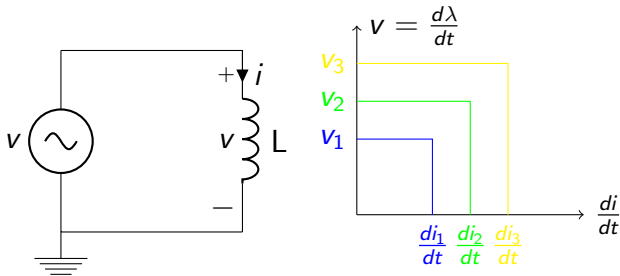 v
+
i
v
L
−
v = dλ/dt
v₃
v₂
v₁
di₁/dt di₂/dt di₃/dt
di/dt